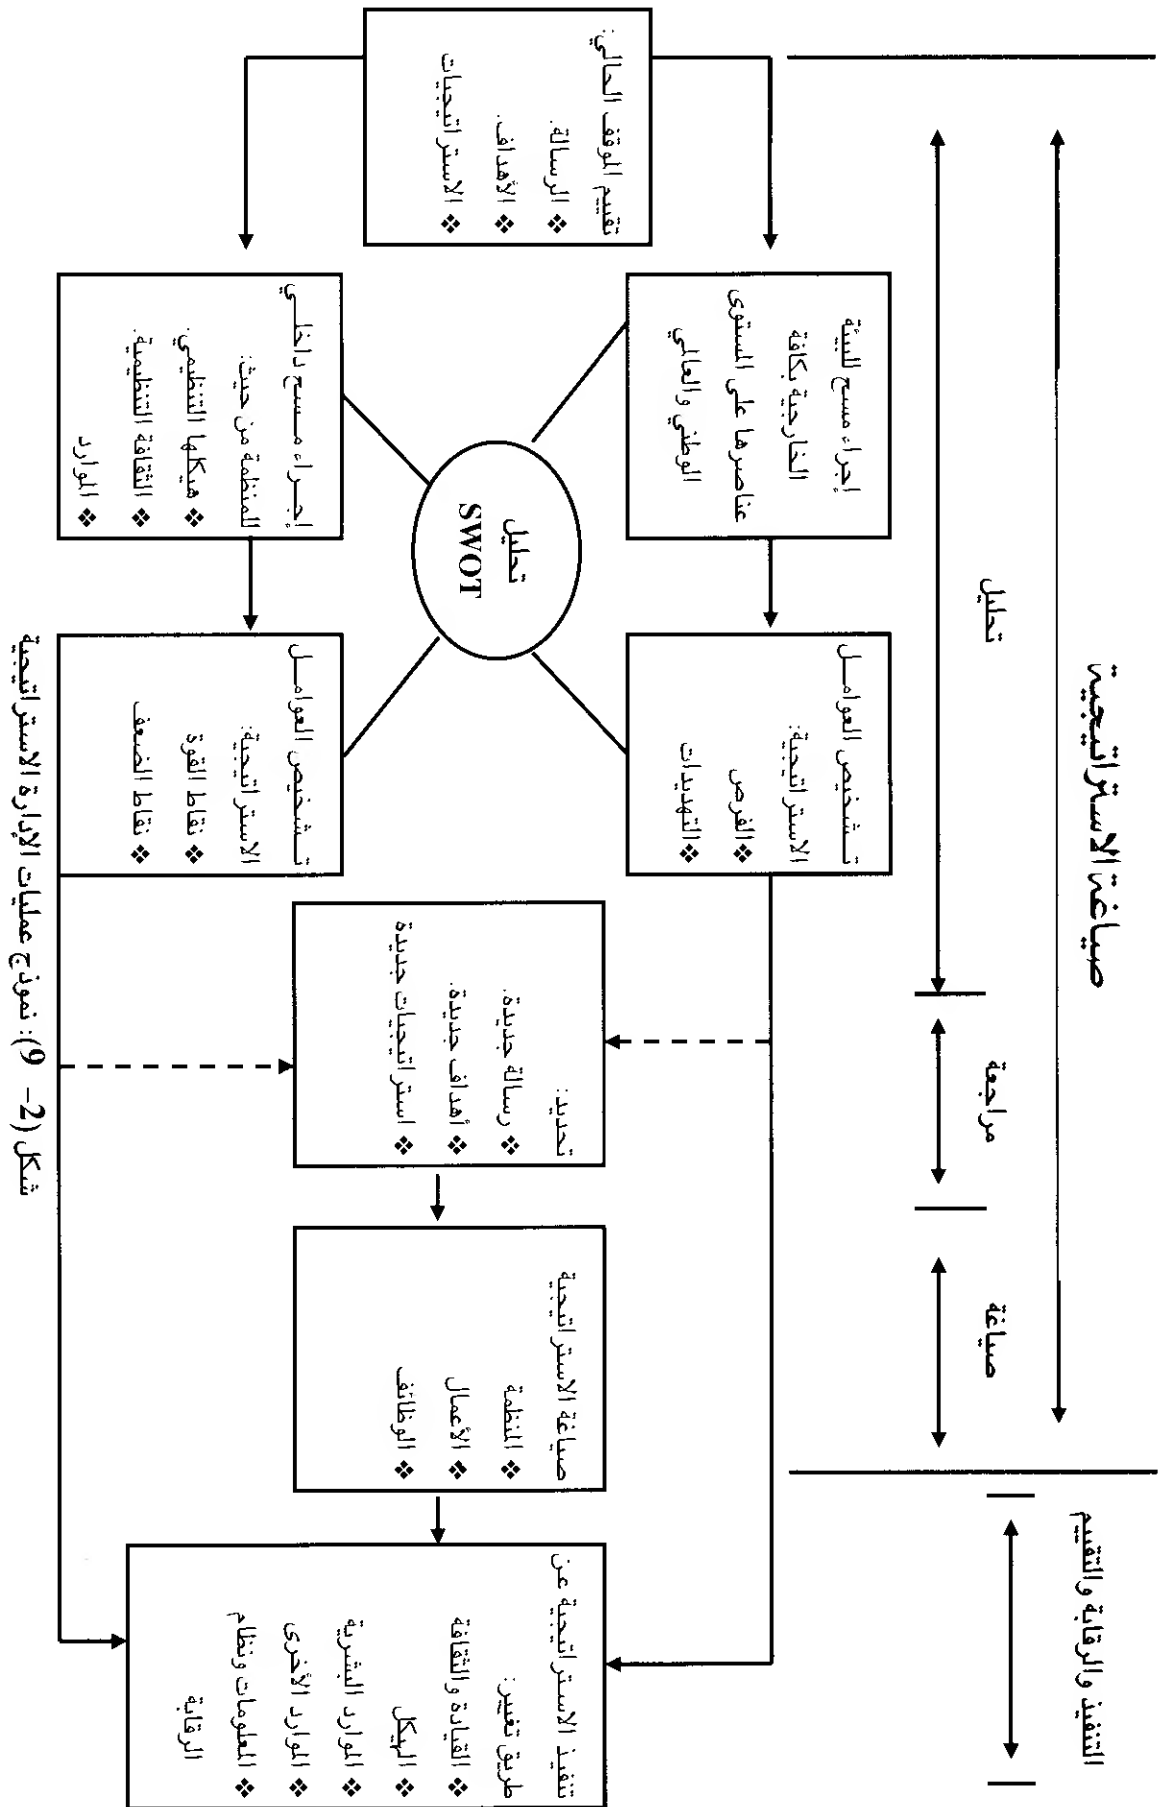 صياغة الاستراتيجية
التنفيذ والرقابة والتقييم
تحليل
مراجعة
صياغة
تقييم الموقف الحالي:
❖ الرسالة.
❖ الأهداف.
❖ الاستراتيجيات
إجراء مسح للبيئة
الخارجية بكافة
عناصرها على المستوى
الوطني والعالمي
إجراء مسح داخلي
للمنظمة من حيث:
❖ هيكلها التنظيمي.
❖ الثقافة التنظيمية.
❖ الموارد
تحليل
SWOT
تشخيص العوامل
الاستراتيجية:
❖ الفرص
❖ التهديدات
تشخيص العوامل
الاستراتيجية:
❖ نقاط القوة
❖ نقاط الضعف
تحديد:
❖ رسالة جديدة.
❖ أهداف جديدة.
❖ استراتيجيات جديدة
صياغة الاستراتيجية
❖ المنظمة
❖ الأعمال
❖ الوظائف
تنفيذ الاستراتيجية عن
طريق تغيير:
❖ القيادة والثقافة
❖ الهيكل
❖ الموارد البشرية
❖ الموارد الأخرى
❖ المعلومات ونظام
الرقابة
شكل (2- 9): نموذج عمليات الإدارة الاستراتيجية